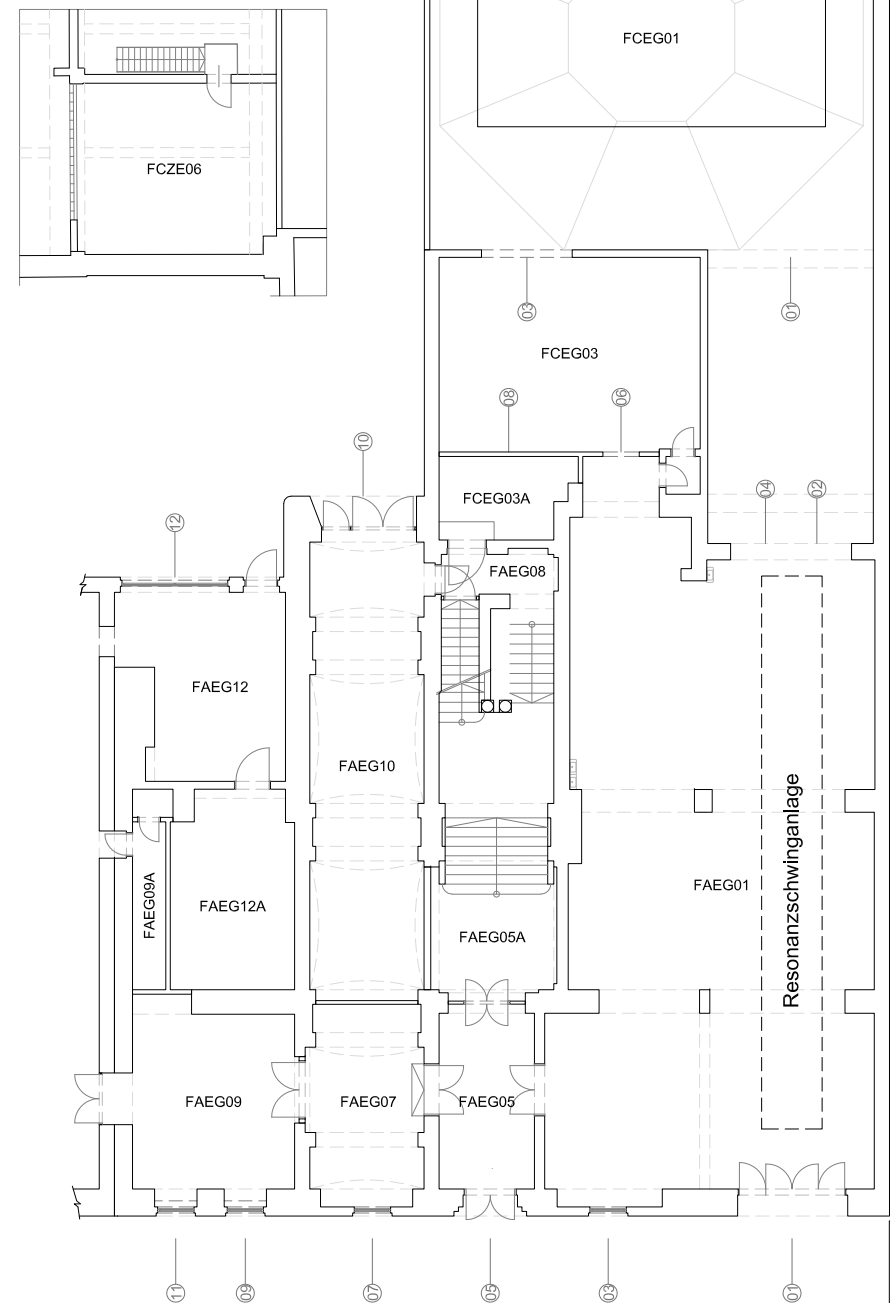 FCEG01
FCZE06
03
01
FCEG03
08
06
10
04
02
FCEG03A
12
FAEG08
FAEG12
FAEG10
Resonanzschwinganlage
FAEG01
FAEG09A
FAEG12A
FAEG05A
FAEG09
FAEG07
FAEG05
11
09
07
05
03
01